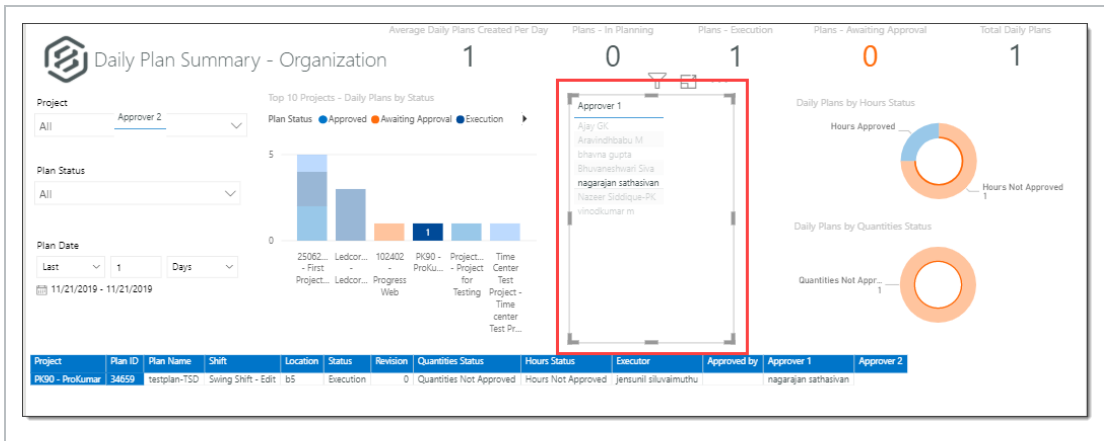 Daily Plan Summary - Organization
Average Daily Plans Created Per Day
1
Plans - In Planning
0
Plans - Execution
1
Plans - Awaiting Approval
0
Total Daily Plans
1
Project
All
Approver 2
Plan Status
All
Plan Date
Last 1 Days
11/21/2019 - 11/21/2019
Top 10 Projects - Daily Plans by Status
Plan Status Approved Awaiting Approval Execution
5
0
1
25062...
- First
Project...
Ledcor...
-
Ledcor...
102402
-
Progress
Web
PK90 -
ProKu...
Project...
- Project
for
Testing
Time
Center
Test
Project -
Time
center
Test Pr...
Approver 1
Ajay GK
Aravindhbabu M
bhavna gupta
Bhuvaneshwari Siva
nagarajan sathasivan
Nazeer Siddique-PK
vinodkumar m
Daily Plans by Hours Status
Hours Approved
Hours Not Approved
1
Daily Plans by Quantities Status
Quantities Not Appr...
1
Project Plan ID Plan Name Shift Location Status Revision Quantities Status Hours Status Executor Approved by Approver 1 Approver 2
PK90 - ProKumar 34659 testplan-TSD Swing Shift - Edit b5 Execution 0 Quantities Not Approved Hours Not Approved jensunil siluvaimuthu nagarajan sathasivan